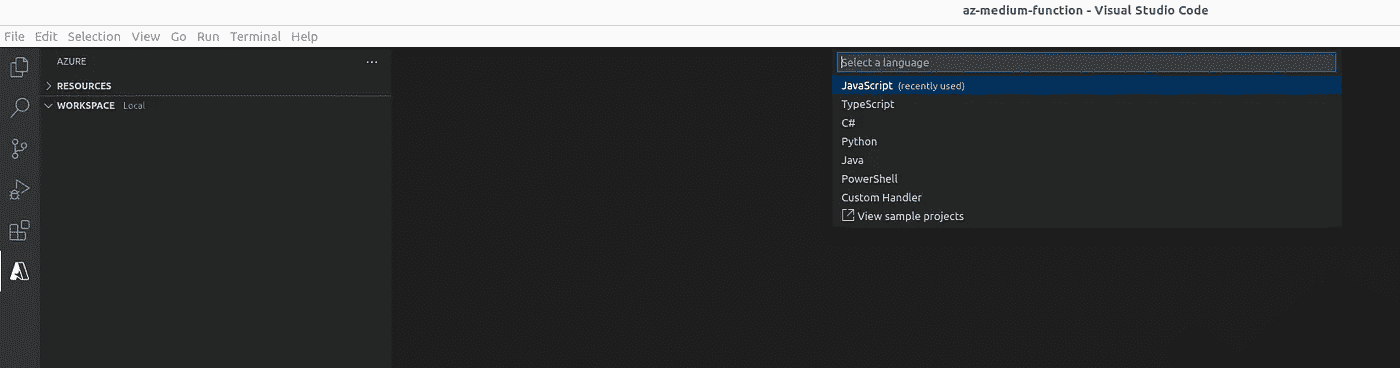 az-medium-function - Visual Studio Code
File Edit Selection View Go Run Terminal Help
AZURE ...
RESOURCES
WORKSPACE Local
Select a language
JavaScript (recently used)
TypeScript
C#
Python
Java
PowerShell
Custom Handler
View sample projects